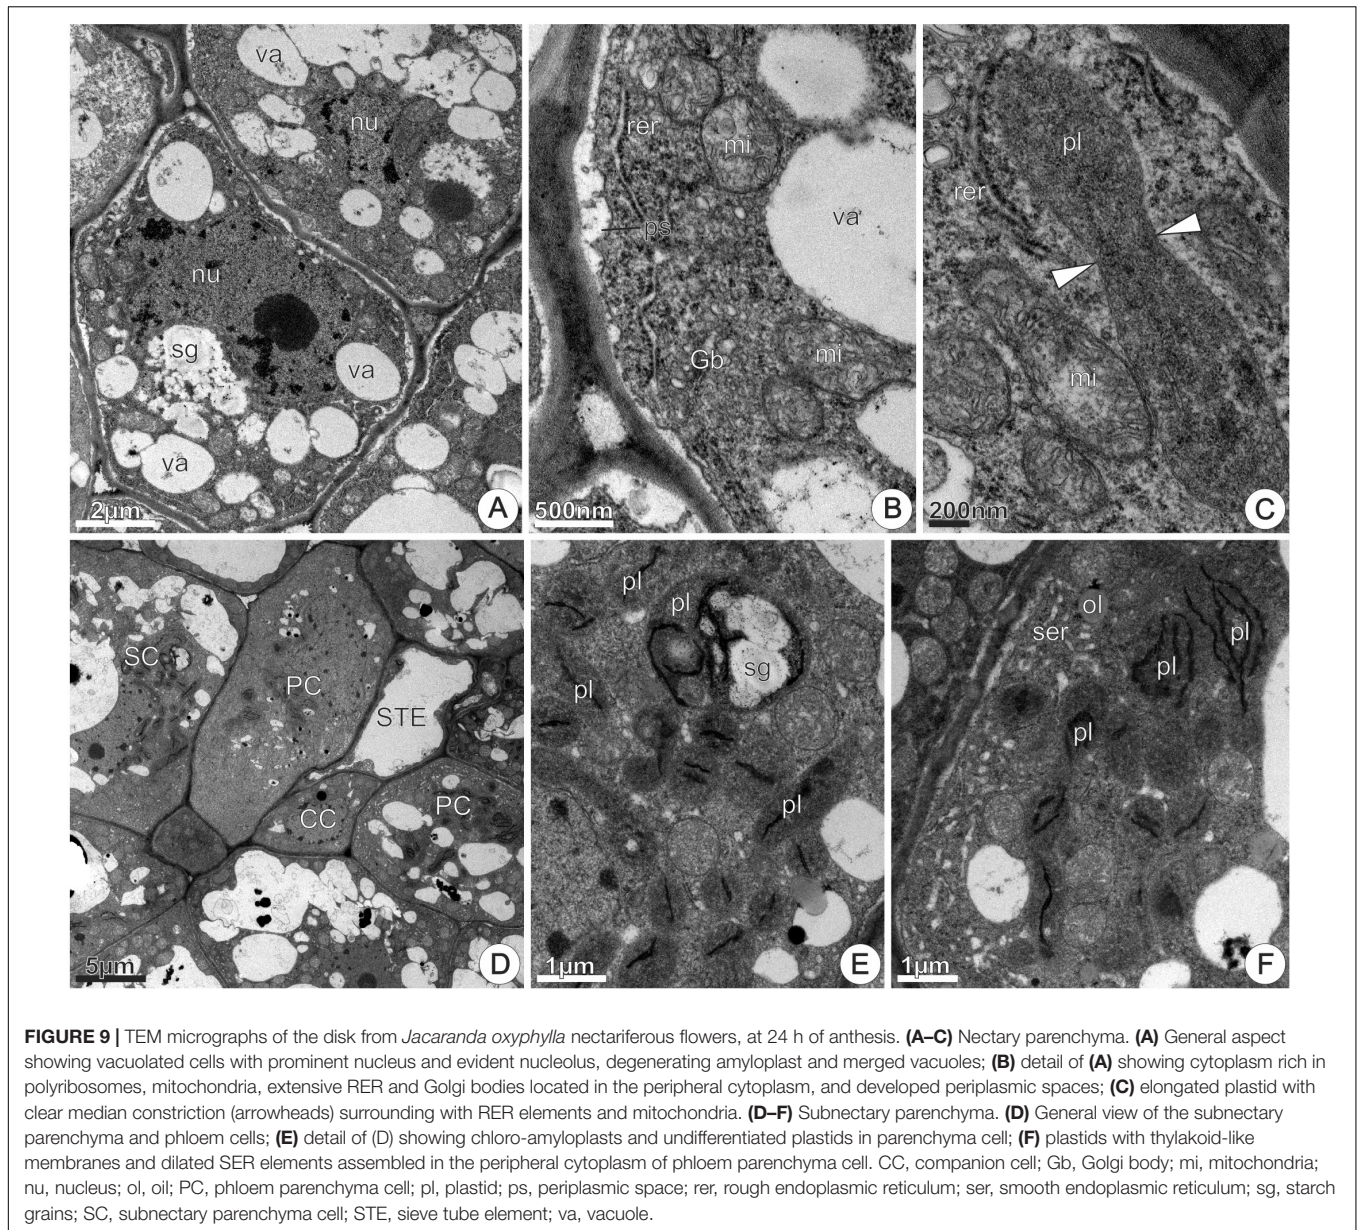 va
nu
nu
sg
va
va
2µm
A
rer
mi
ps
va
Gb
mi
500nm
B
pl
rer
mi
200nm
C
SC
PC
STE
CC
PC
5µm
D
pl
pl
sg
pl
pl
1µm
E
ol
ser
pl
pl
pl
1µm
F
FIGURE 9 | TEM micrographs of the disk from Jacaranda oxyphylla nectariferous flowers, at 24 h of anthesis. (A–C) Nectary parenchyma. (A) General aspect
showing vacuolated cells with prominent nucleus and evident nucleolus, degenerating amyloplast and merged vacuoles; (B) detail of (A) showing cytoplasm rich in
polyribosomes, mitochondria, extensive RER and Golgi bodies located in the peripheral cytoplasm, and developed periplasmic spaces; (C) elongated plastid with
clear median constriction (arrowheads) surrounding with RER elements and mitochondria. (D–F) Subnectary parenchyma. (D) General view of the subnectary
parenchyma and phloem cells; (E) detail of (D) showing chloro-amyloplasts and undifferentiated plastids in parenchyma cell; (F) plastids with thylakoid-like
membranes and dilated SER elements assembled in the peripheral cytoplasm of phloem parenchyma cell. CC, companion cell; Gb, Golgi body; mi, mitochondria;
nu, nucleus; ol, oil; PC, phloem parenchyma cell; pl, plastid; ps, periplasmic space; rer, rough endoplasmic reticulum; ser, smooth endoplasmic reticulum; sg, starch
grains; SC, subnectary parenchyma cell; STE, sieve tube element; va, vacuole.